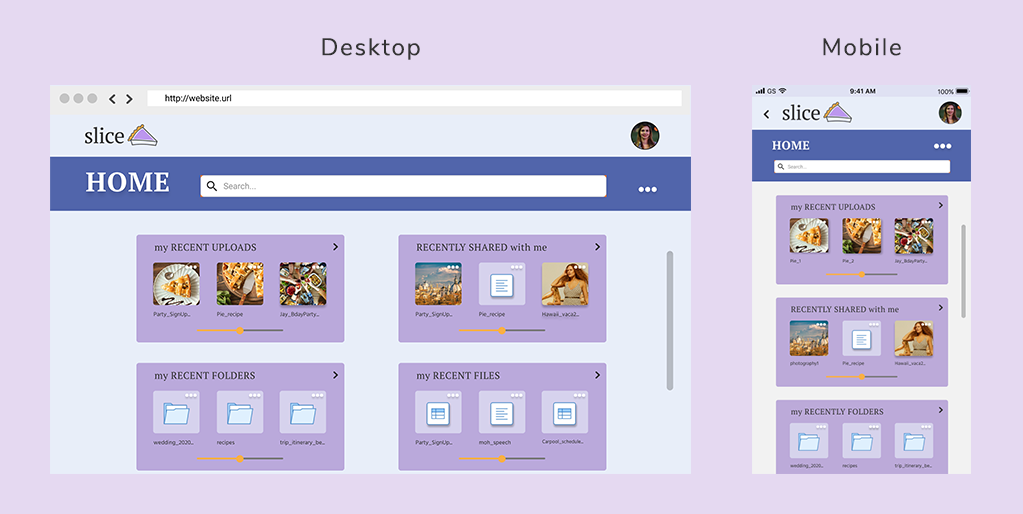 Desktop
http://website.url
slice
HOME
Search...
my RECENT UPLOADS
Party_SignUp...
Pie_recipe
Jay_BdayParty...
RECENTLY SHARED with me
Party_SignUp...
Pie_recipe
Hawaii_vaca2...
my RECENT FOLDERS
wedding_2020...
recipes
trip_itinerary_be...
my RECENT FILES
Party_SignUp...
moh_speech
Carpool_schedule...
Mobile
GS
9:41 AM
100%
slice
HOME
Search...
my RECENT UPLOADS
Pie_1
Pie_2
Jay_BdayParty...
RECENTLY SHARED with me
photography1
Pie_recipe
Hawaii_vaca2...
my RECENTLY FOLDERS
wedding_2020...
recipes
trip_itinerary_be...